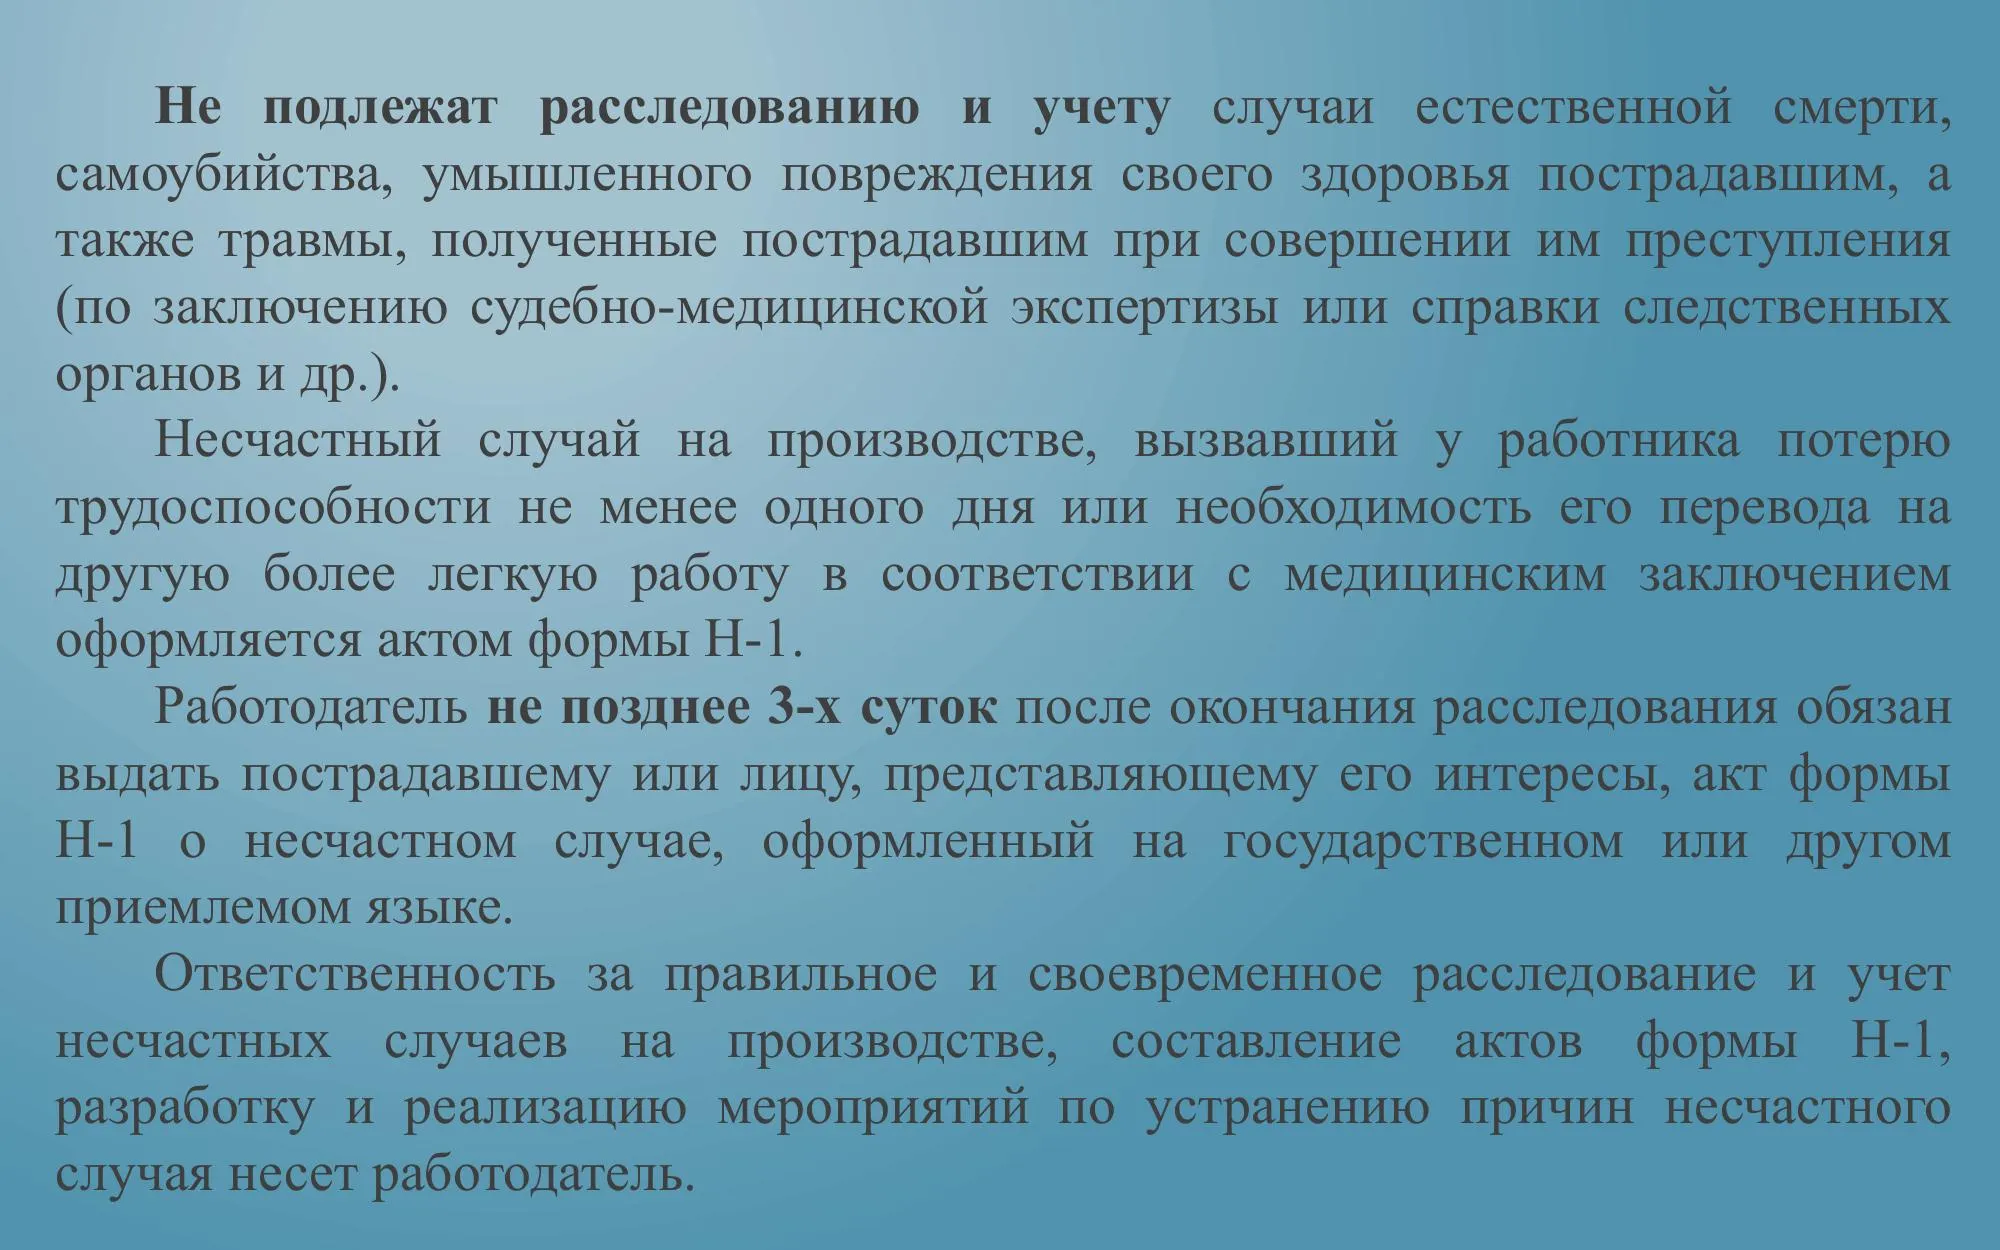 Не подлежат расследованию и учету случаи естественной смерти,
самоубийства, умышленного повреждения своего здоровья пострадавшим, а
также травмы, полученные пострадавшим при совершении им преступления
(по заключению судебно-медицинской экспертизы или справки следственных
органов и др.).
Несчастный случай на производстве, вызвавший у работника потерю
трудоспособности не менее одного дня или необходимость его перевода на
другую более легкую работу в соответствии с медицинским заключением
оформляется актом формы Н-1.
Работодатель не позднее 3-х суток после окончания расследования обязан
выдать пострадавшему или лицу, представляющему его интересы, акт формы
Н-1 о несчастном случае, оформленный на государственном или другом
приемлемом языке.
Ответственность за правильное и своевременное расследование и учет
несчастных случаев на производстве, составление актов формы Н-1,
разработку и реализацию мероприятий по устранению причин несчастного
случая несет работодатель.